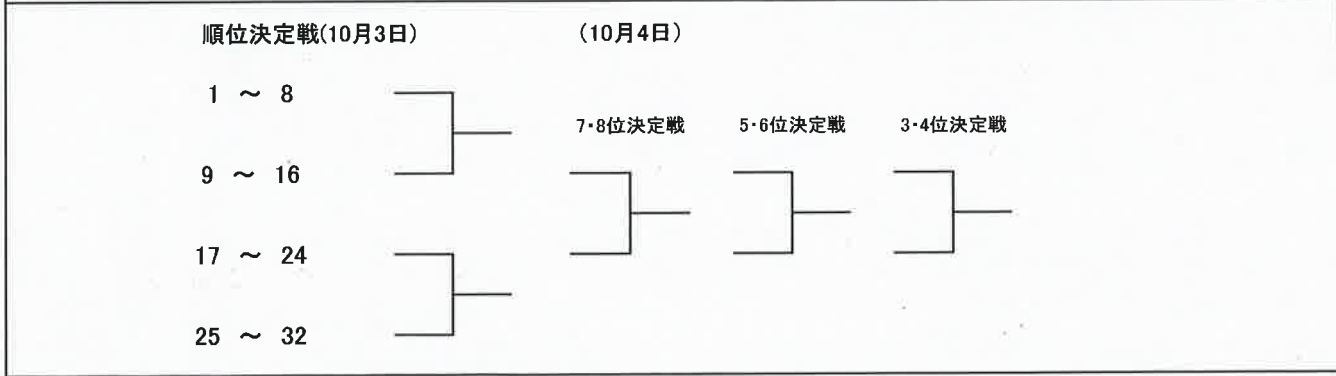 順位決定戦(10月3日)
(10月4日)
1 ～ 8
7・8位決定戦
5・6位決定戦
3・4位決定戦
9 ～ 16
17 ～ 24
25 ～ 32